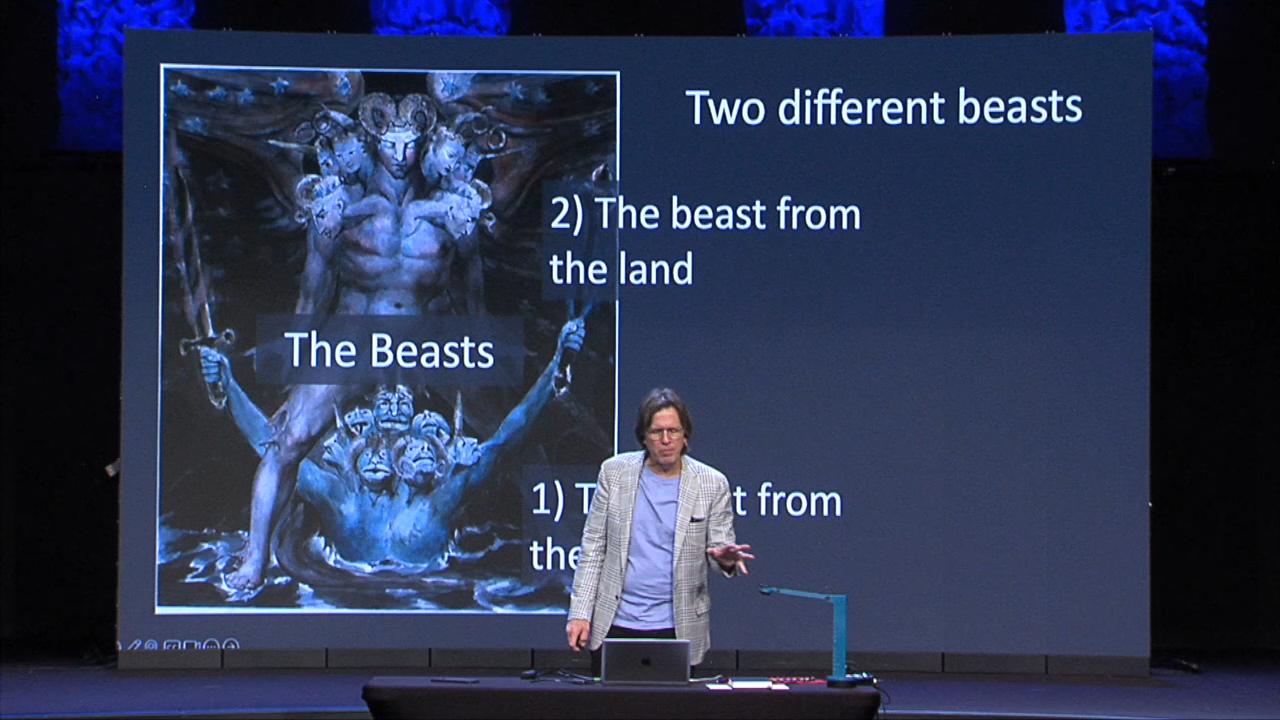 Two different beasts
2) The beast from
the land
The Beasts
1) T t from
the